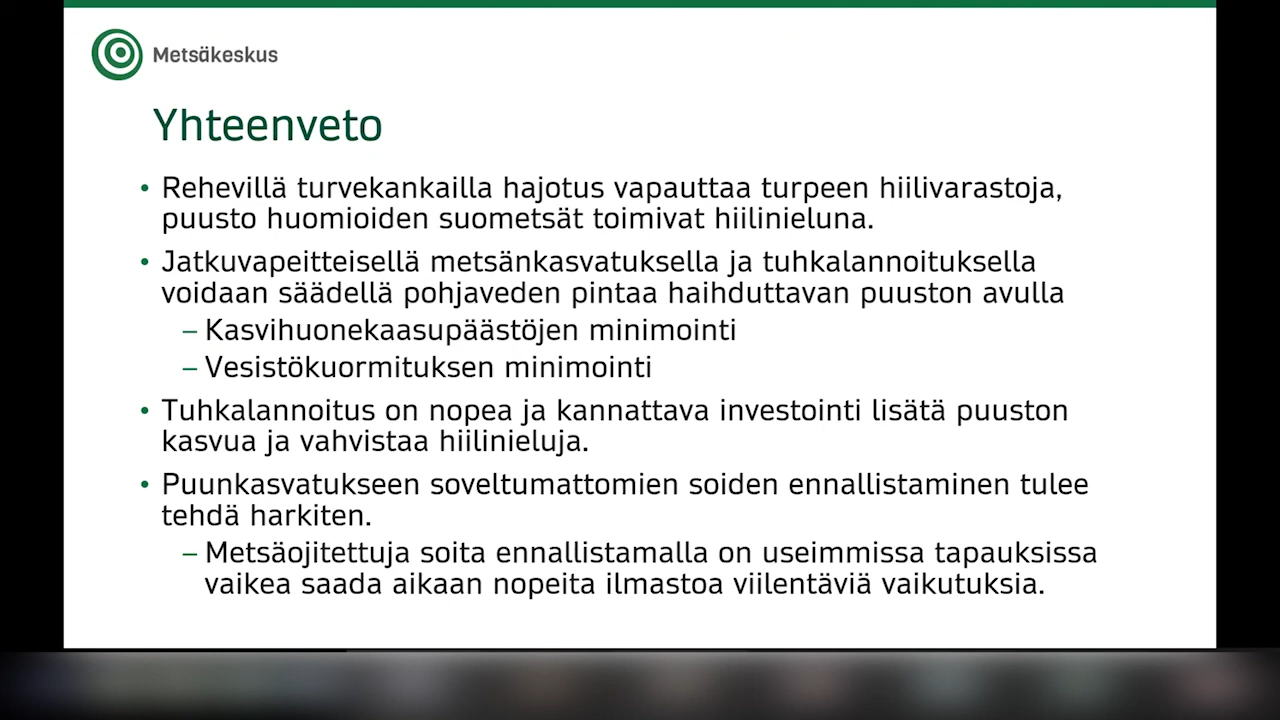 Metsäkeskus
Yhteenveto
• Rehevillä turvekankailla hajotus vapauttaa turpeen hiilivarastoja,
puusto huomioiden suometsät toimivat hiilinieluna.
• Jatkuvapeitteisellä metsänkasvatuksella ja tuhkalannoituksella
voidaan säädellä pohjaveden pintaa haihduttavan puuston avulla
– Kasvihuonekaasupäästöjen minimointi
– Vesistökuormituksen minimointi
• Tuhkalannoitus on nopea ja kannattava investointi lisätä puuston
kasvua ja vahvistaa hiilinieluja.
• Puunkasvatukseen soveltumattomien soiden ennallistaminen tulee
tehdä harkiten.
– Metsäojitettuja soita ennallistamalla on useimmissa tapauksissa
vaikea saada aikaan nopeita ilmastoa viilentäviä vaikutuksia.